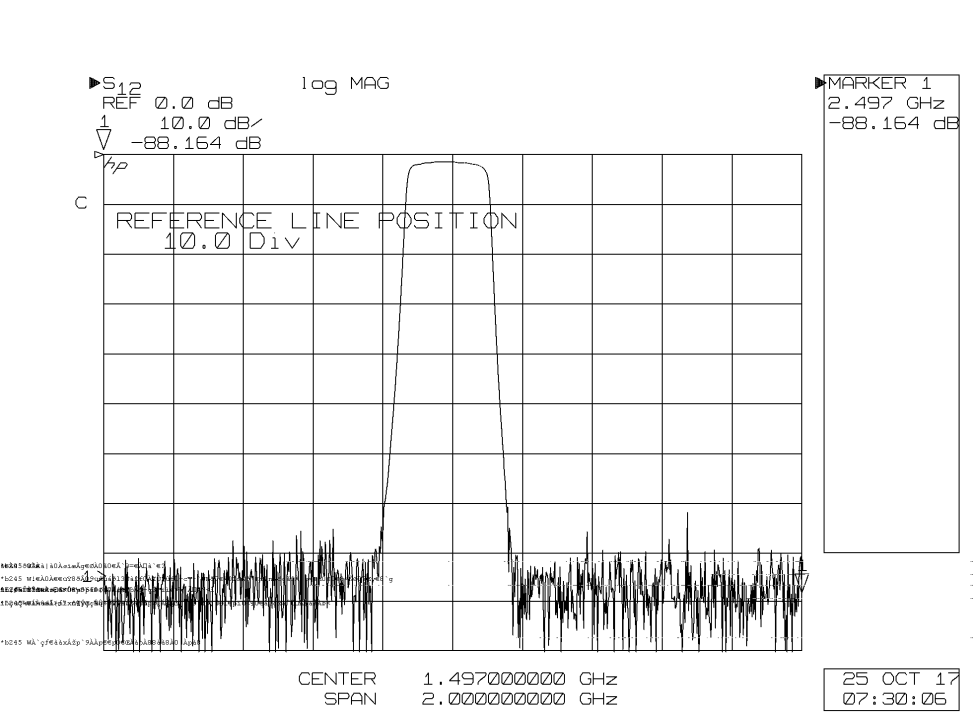 S12 log MAG
REF 0.0 dB
1 10.0 dB/
-88.164 dB
hp
C
REFERENCE LINE POSITION
10.0 Div
MARKER 1
2.497 GHz
-88.164 dB
1
1
CENTER 1.497000000 GHz
SPAN 2.000000000 GHz
25 OCT 17
07:30:06